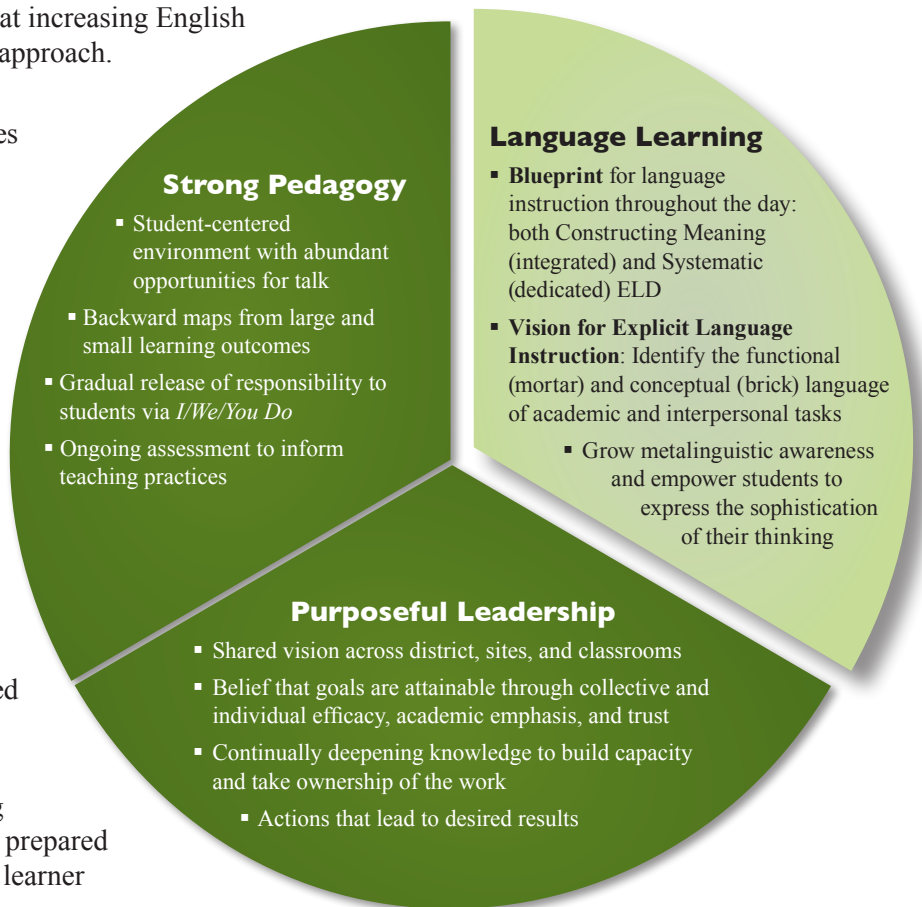 at increasing English
approach.
es
Strong Pedagogy
▪ Student-centered
environment with abundant
opportunities for talk
▪ Backward maps from large and
small learning outcomes
▪ Gradual release of responsibility to
students via I/We/You Do
▪ Ongoing assessment to inform
teaching practices
Language Learning
▪ Blueprint for language
instruction throughout the day:
both Constructing Meaning
(integrated) and Systematic
(dedicated) ELD
▪ Vision for Explicit Language
Instruction: Identify the functional
(mortar) and conceptual (brick) language
of academic and interpersonal tasks
▪ Grow metalinguistic awareness
and empower students to
express the sophistication
of their thinking
Purposeful Leadership
▪ Shared vision across district, sites, and classrooms
▪ Belief that goals are attainable through collective and
individual efficacy, academic emphasis, and trust
▪ Continually deepening knowledge to build capacity
and take ownership of the work
▪ Actions that lead to desired results
ed
g
prepared
learner